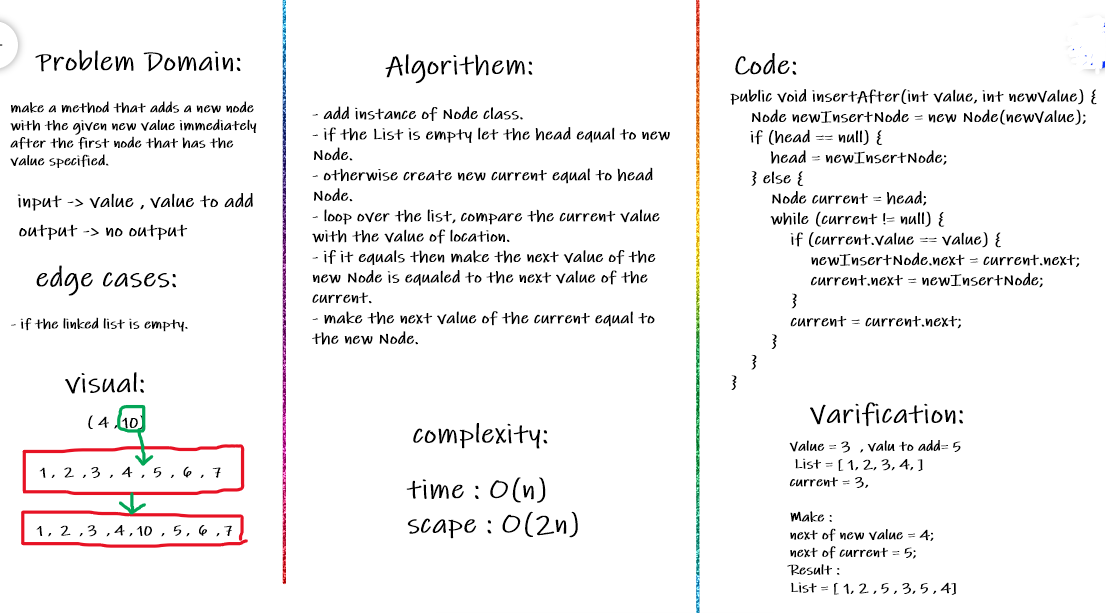 Problem Domain:
make a method that adds a new node
with the given new value immediately
after the first node that has the
value specified.
input -> value , value to add
output -> no output
edge cases:
- if the linked list is empty.
visual:
( 4 , 10)
1, 2 , 3 , 4 , 5 , 6 , 7
1, 2 , 3 , 4, 10 , 5, 6 , 7
Algorithem:
- add instance of Node class.
- if the List is empty let the head equal to new
Node.
- otherwise create new current equal to head
Node.
- loop over the list, compare the current value
with the value of location.
- if it equals then make the next value of the
new Node is equaled to the next value of the
current.
- make the next value of the current equal to
the new Node.
complexity:
time : O(n)
scape : O(2n)
Code:
public void insertAfter(int value, int newValue) {
Node newInsertNode = new Node(newValue);
if (head == null) {
head = newInsertNode;
} else {
Node current = head;
while (current != null) {
if (current.value == value) {
newInsertNode.next = current.next;
current.next = newInsertNode;
}
current = current.next;
}
}
}
Varification:
Value = 3 , valu to add= 5
List = [ 1, 2, 3, 4, ]
current = 3,
Make :
next of new value = 4;
next of current = 5;
Result :
List = [ 1, 2 , 5 , 3, 5 , 4]